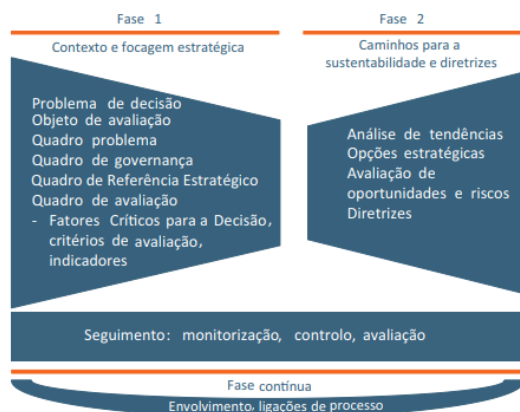 Fase 1
Contexto e focagem estratégica
Problema de decisão
Objeto de avaliação
Quadro problema
Quadro de governança
Quadro de Referência Estratégico
Quadro de avaliação
- Fatores Críticos para a Decisão,
critérios de avaliação,
indicadores
Fase 2
Caminhos para a
sustentabilidade e diretrizes
Análise de tendências
Opções estratégicas
Avaliação de
oportunidades e riscos
Diretrizes
Seguimento: monitorização, controlo, avaliação
Fase contínua
Envolvimento, ligações de processo